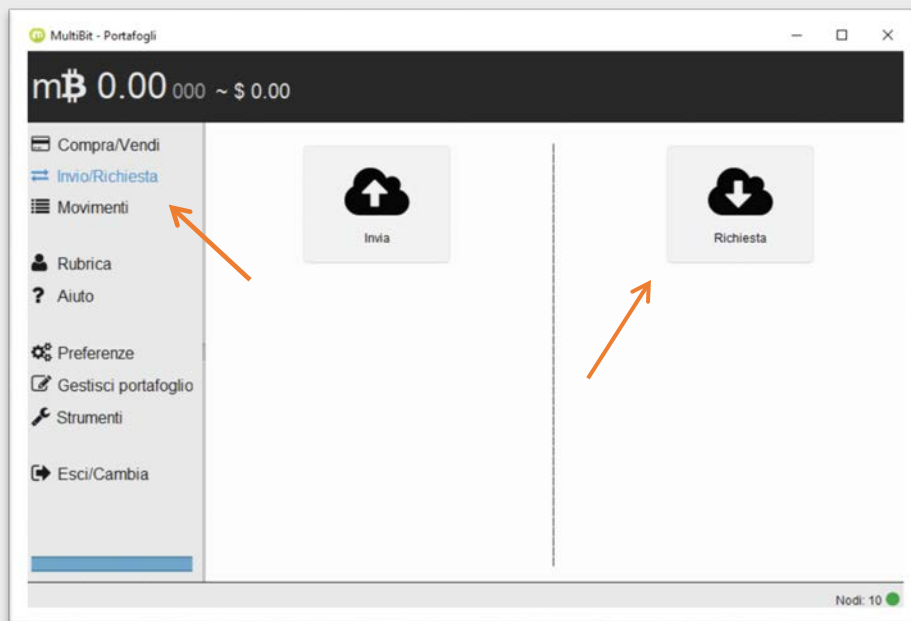 MultiBit - Portafogli
m₿ 0.00 000 ~ $ 0.00
Compra/Vendi
Invio/Richiesta
Movimenti
Rubrica
? Aiuto
Preferenze
Gestisci portafoglio
Strumenti
Esci/Cambia
Invia
Richiesta
Nodi: 10